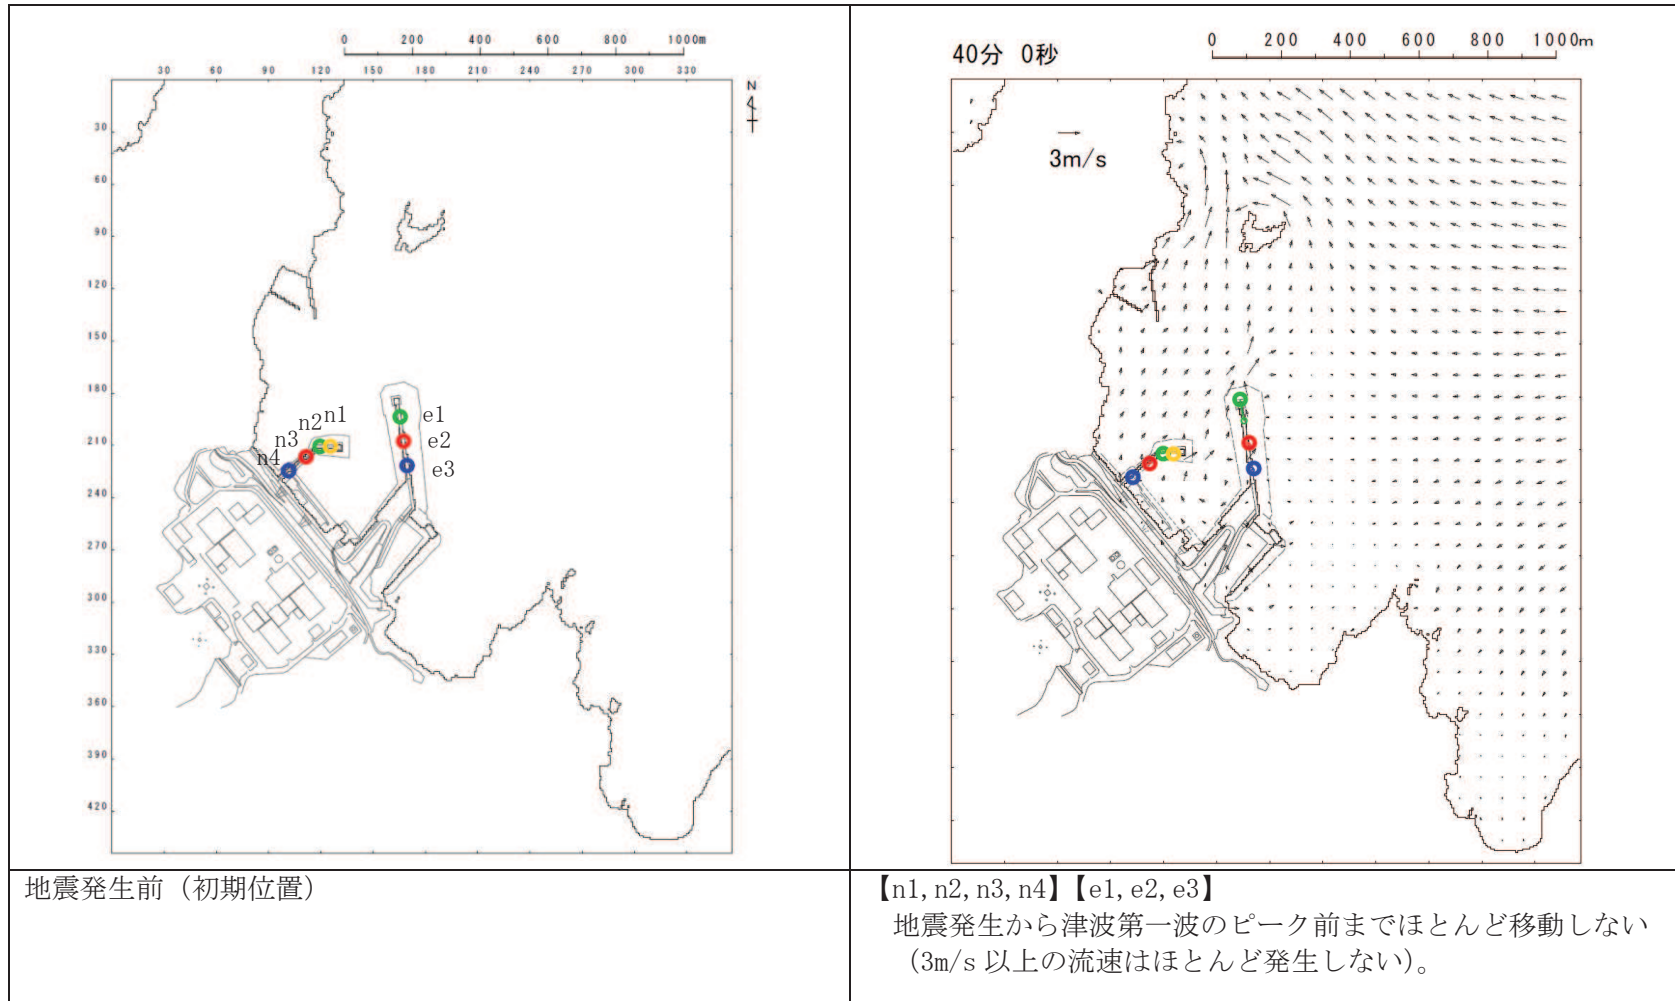 0 200 400 600 800 1000m
30 60 90 120 150 180 210 240 270 300 330
N
30
60
90
120
150
180
210
240
270
300
330
360
390
420
n4 n3 n2 n1
e1
e2
e3
地震発生前（初期位置）
40分 0秒
0 200 400 600 800 1000m
3m/s
【n1,n2,n3,n4】【e1,e2,e3】
地震発生から津波第一波のピーク前までほとんど移動しない
（3m/s 以上の流速はほとんど発生しない）。